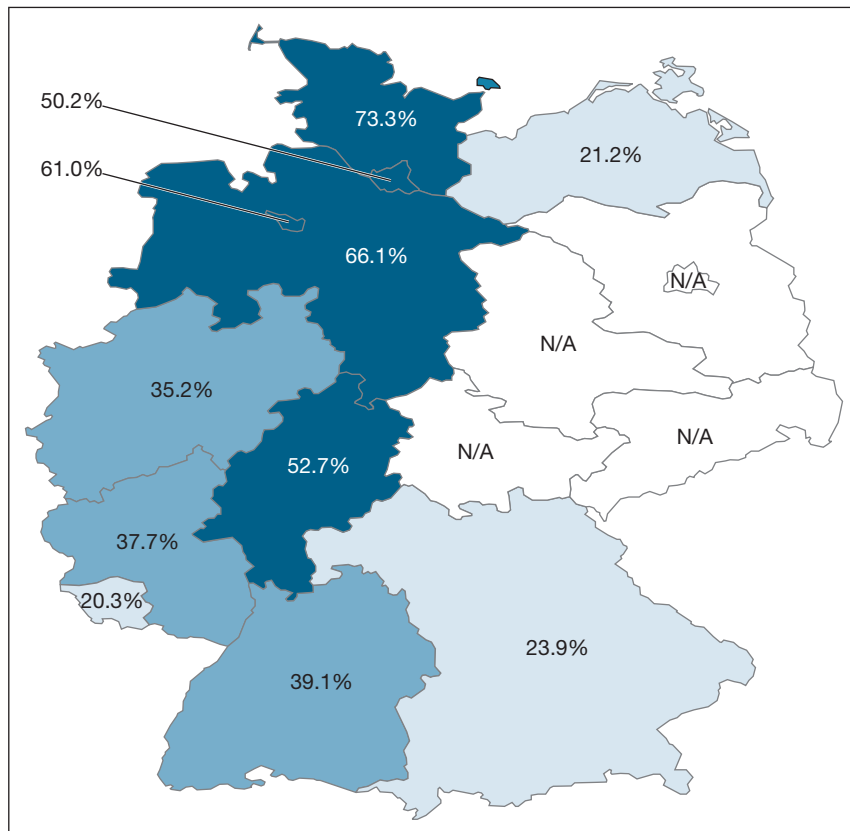 50.2%
73.3%
21.2%
61.0%
66.1%
N/A
N/A
35.2%
N/A
N/A
52.7%
37.7%
20.3%
23.9%
39.1%